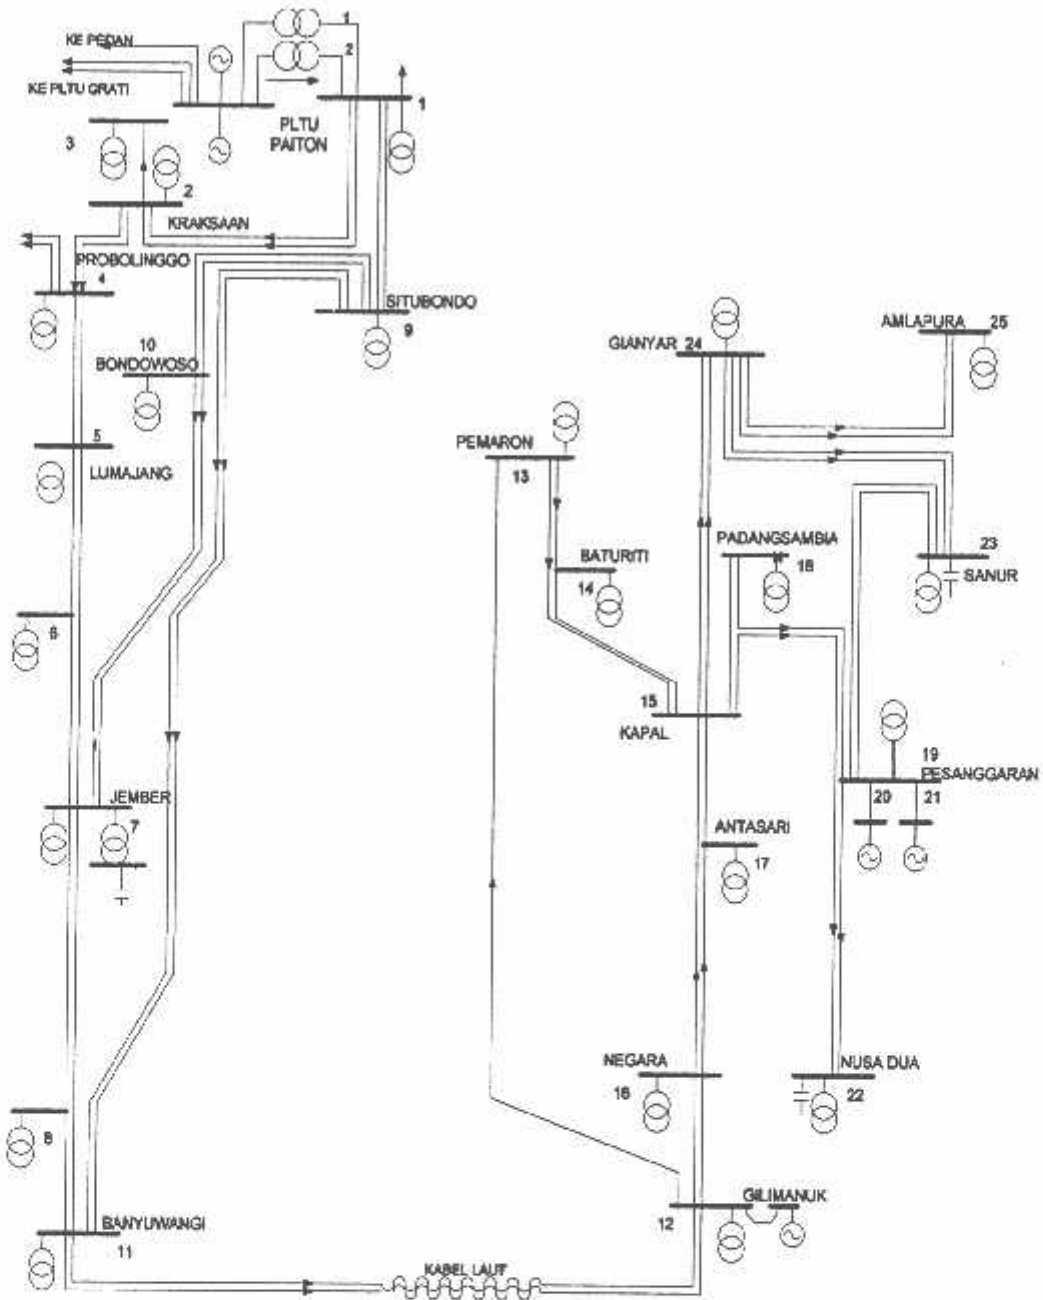 1
KE PEDAN
2
KE PLTU GRATI
1
PLTU
PAITON
3
2
KRAKSAAN
PROBOLINGGO
4
SITUBONDO
9
AMLAPURA 25
GIANYAR 24
10
BONDOWOSO
5
LUMAJANG
PEMARON
13
PADANGSAMBIA
18
BATURITI
14
23
SANUR
6
15
KAPAL
19
PESANGGARAN
20 21
JEMBER
7
ANTASARI
17
NEGARA
16
NUSA DUA
22
8
GILIMANUK
12
BANYUWANGI
11
KABEL LAUT